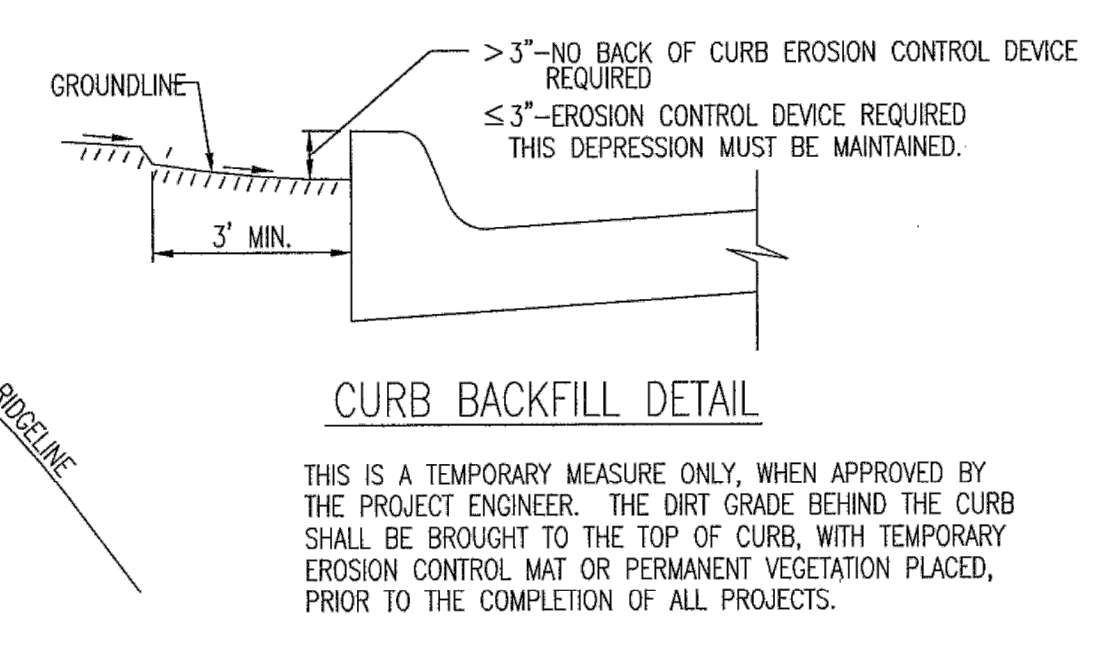 > 3"-NO BACK OF CURB EROSION CONTROL DEVICE
REQUIRED
≤ 3"-EROSION CONTROL DEVICE REQUIRED
THIS DEPRESSION MUST BE MAINTAINED.
GROUNDLINE
3' MIN.
CURB BACKFILL DETAIL
RIDGELINE
THIS IS A TEMPORARY MEASURE ONLY, WHEN APPROVED BY
THE PROJECT ENGINEER. THE DIRT GRADE BEHIND THE CURB
SHALL BE BROUGHT TO THE TOP OF CURB, WITH TEMPORARY
EROSION CONTROL MAT OR PERMANENT VEGETATION PLACED,
PRIOR TO THE COMPLETION OF ALL PROJECTS.